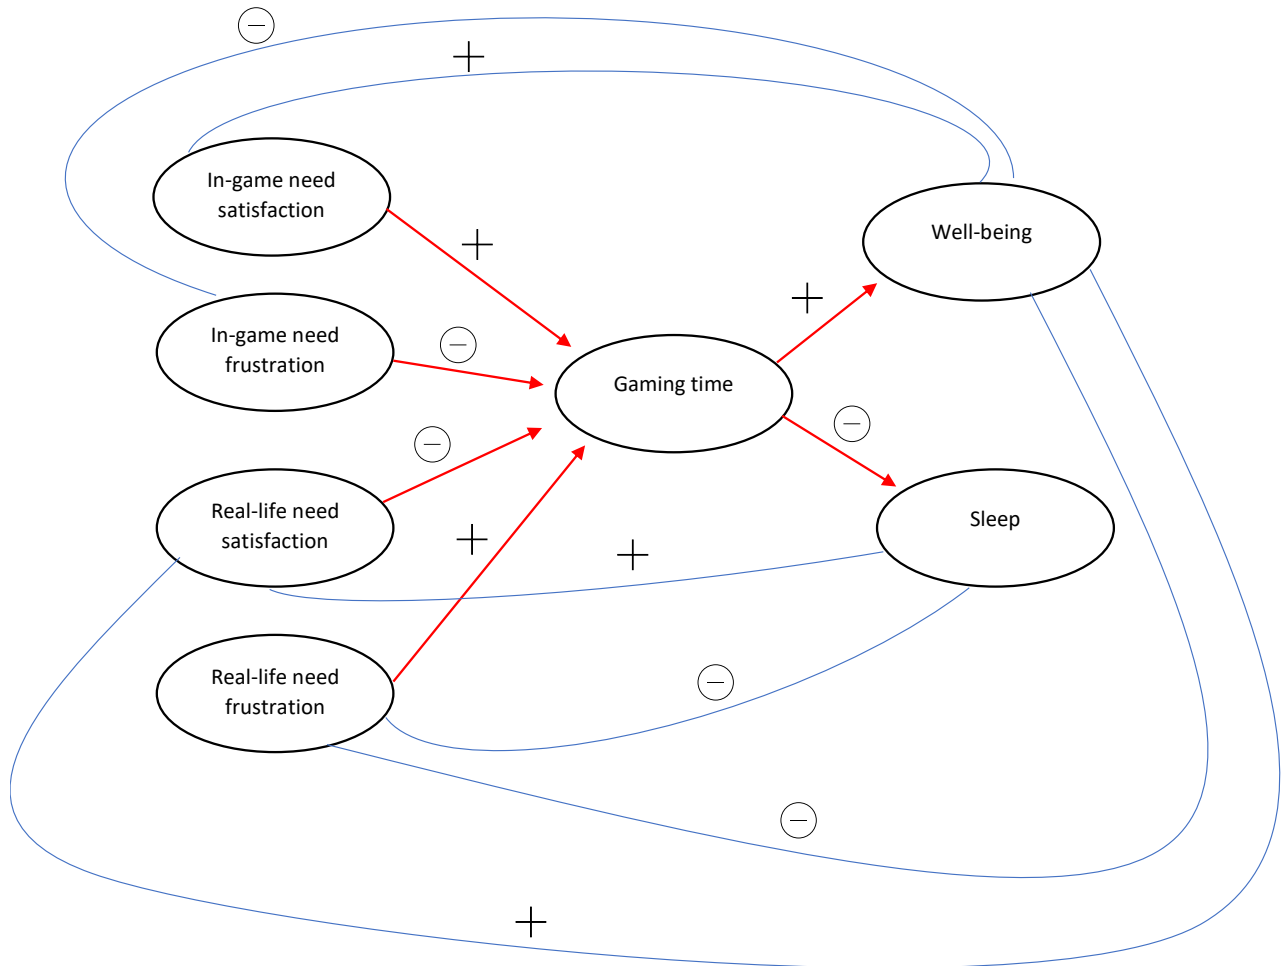 −
+
In-game need
satisfaction
+
Well-being
+
In-game need
frustration
−
Gaming time
−
−
Real-life need
satisfaction
+
+
Sleep
Real-life need
frustration
−
−
+